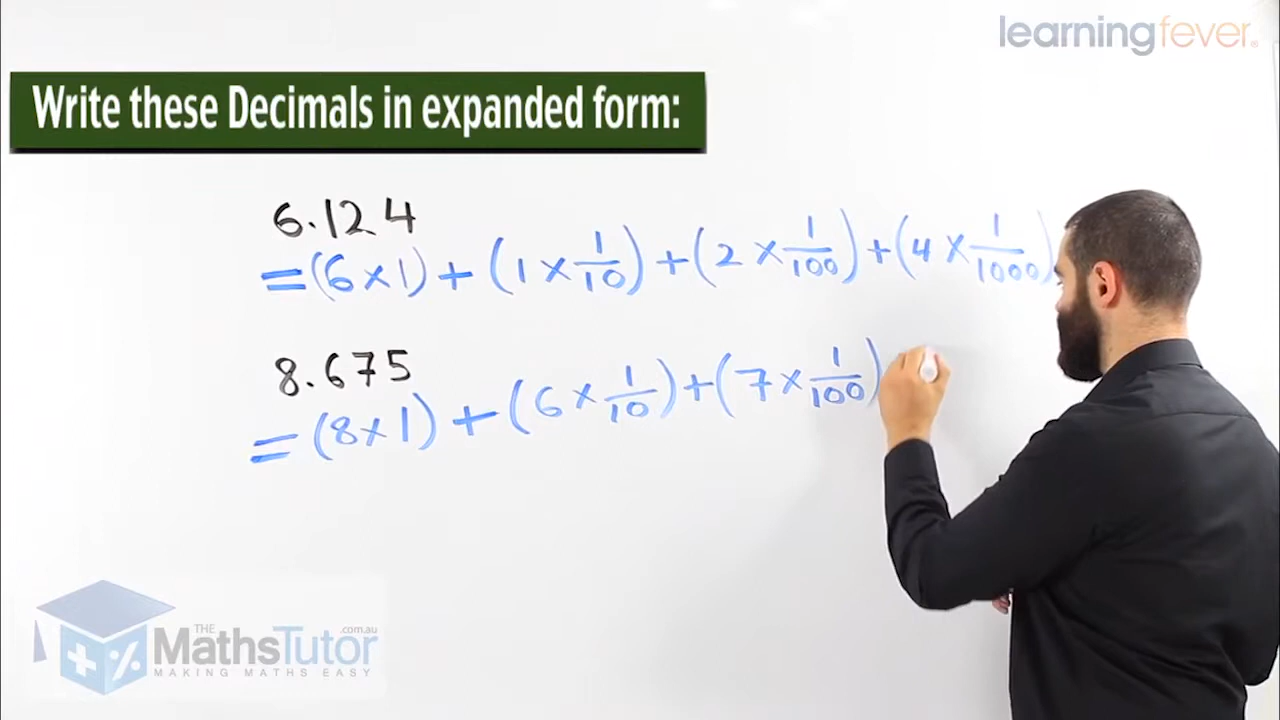 learningfever®
Write these Decimals in expanded form:
6.124
=(6×1)+(1×1/10)+(2×1/100)+(4×1/1000)
8.675
=(8×1)+(6×1/10)+(7×1/100)
THE
MathsTutor.com.au
MAKING MATHS EASY